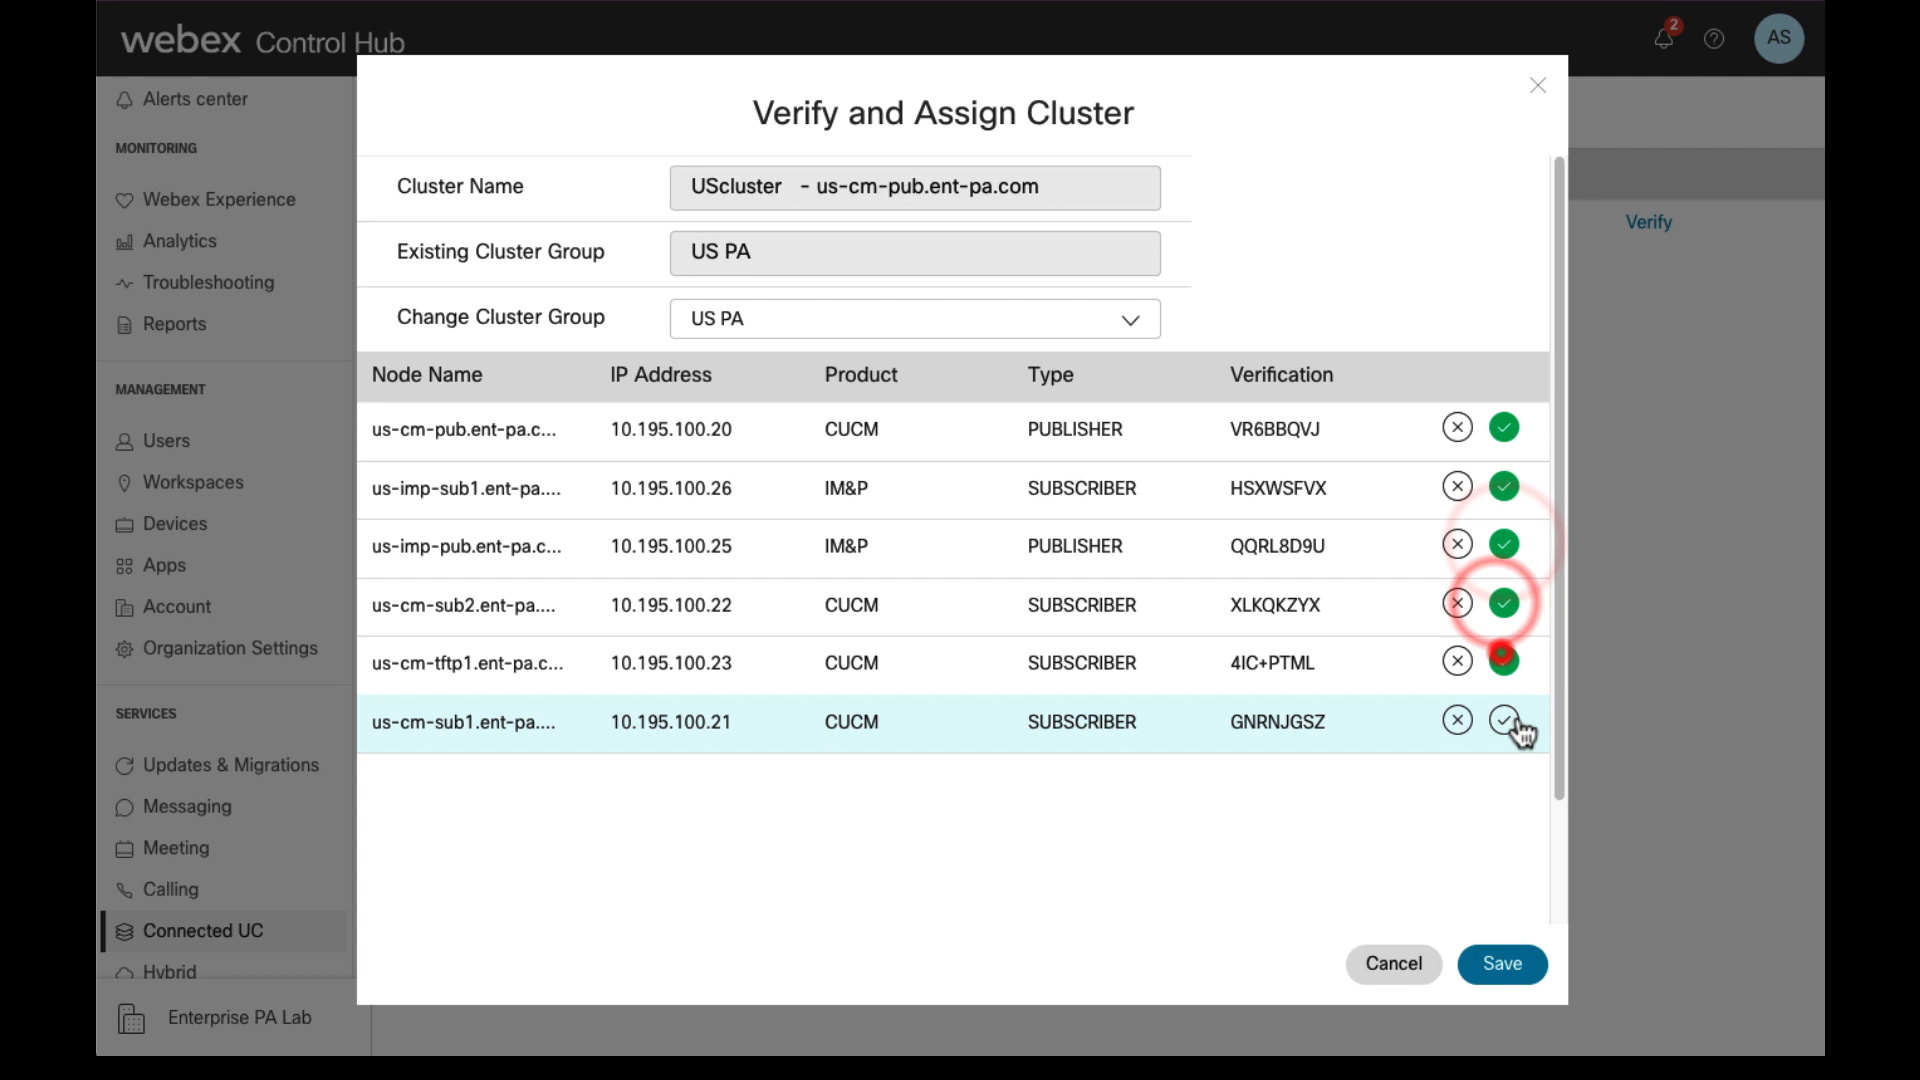 webex Control Hub
2
AS
Alerts center
MONITORING
Webex Experience
Analytics
Troubleshooting
Reports
MANAGEMENT
Users
Workspaces
Devices
Apps
Account
Organization Settings
SERVICES
Updates & Migrations
Messaging
Meeting
Calling
Connected UC
Hybrid
Enterprise PA Lab
Verify
Verify and Assign Cluster
Cluster Name UScluster - us-cm-pub.ent-pa.com
Existing Cluster Group US PA
Change Cluster Group US PA
Node Name IP Address Product Type Verification
us-cm-pub.ent-pa.c... 10.195.100.20 CUCM PUBLISHER VR6BBQVJ
us-imp-sub1.ent-pa.... 10.195.100.26 IM&P SUBSCRIBER HSXWSFVX
us-imp-pub.ent-pa.c... 10.195.100.25 IM&P PUBLISHER QQRL8D9U
us-cm-sub2.ent-pa.... 10.195.100.22 CUCM SUBSCRIBER XLKQKZYX
us-cm-tftp1.ent-pa.c... 10.195.100.23 CUCM SUBSCRIBER 4IC+PTML
us-cm-sub1.ent-pa.... 10.195.100.21 CUCM SUBSCRIBER GNRNJGSZ
Cancel Save